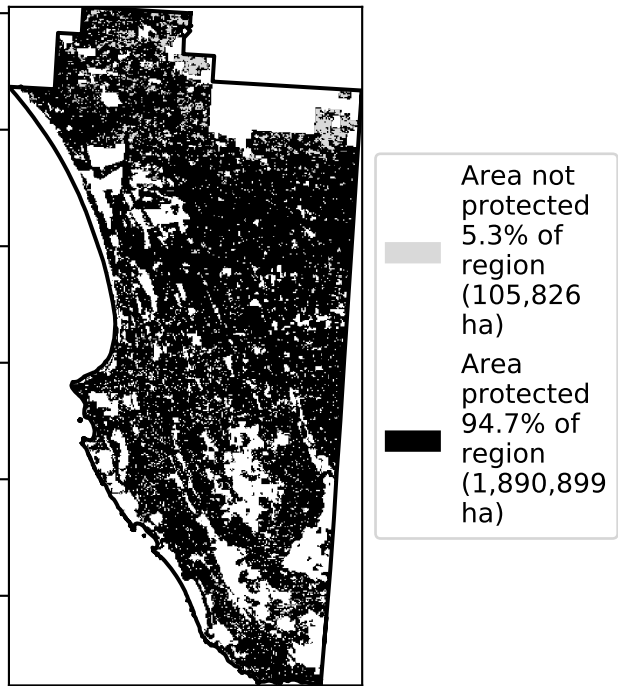 Area not
protected
5.3% of
region
(105,826
ha)
Area
protected
94.7% of
region
(1,890,899
ha)